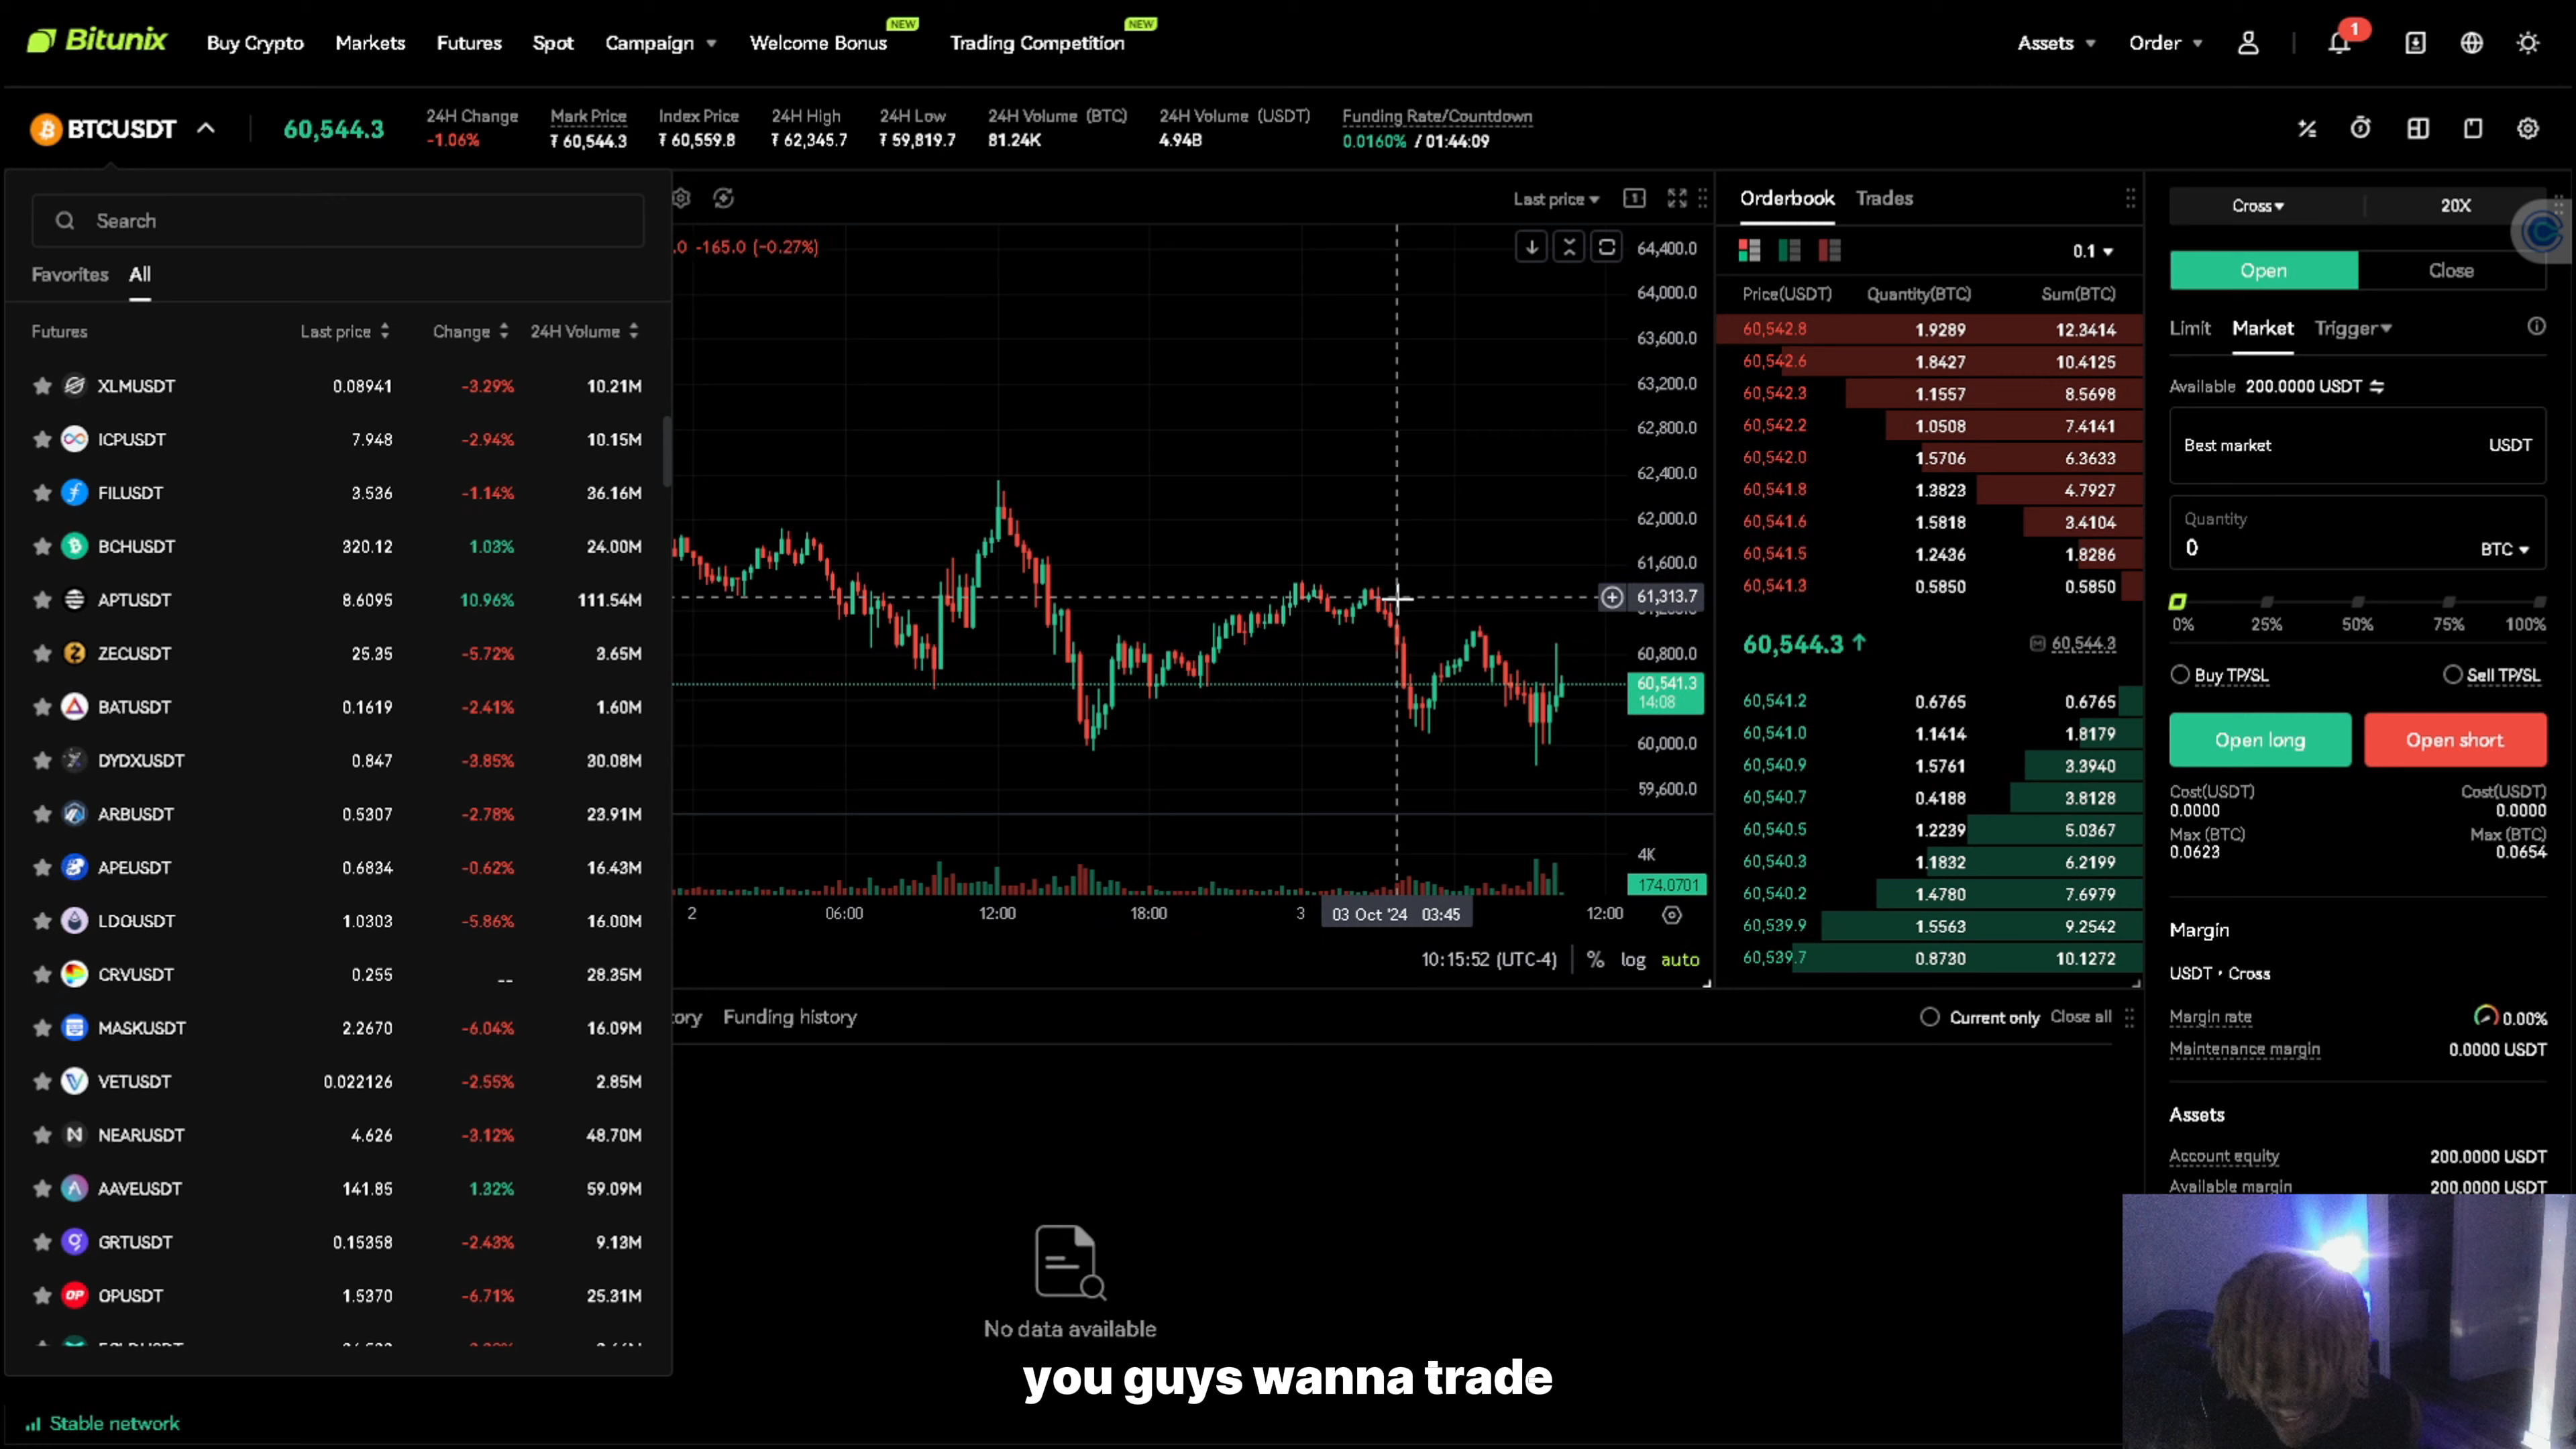 Bitunix Buy Crypto Markets Futures Spot Campaign Welcome Bonus NEW Trading Competition NEW Assets Order 1
BTCUSDT 60,544.3
24H Change -1.06%
Mark Price ₮ 60,544.3
Index Price ₮ 60,559.8
24H High ₮ 62,345.7
24H Low ₮ 59,819.7
24H Volume (BTC) 81.24K
24H Volume (USDT) 4.94B
Funding Rate/Countdown 0.0160% / 01:44:09
Search
Favorites All
Futures Last price Change 24H Volume
XLMUSDT 0.08941 -3.29% 10.21M
ICPUSDT 7.948 -2.94% 10.15M
FILUSDT 3.536 -1.14% 36.16M
BCHUSDT 320.12 1.03% 24.00M
APTUSDT 8.6095 10.96% 111.54M
ZECUSDT 25.35 -5.72% 3.65M
BATUSDT 0.1619 -2.41% 1.60M
DYDXUSDT 0.847 -3.85% 30.08M
ARBUSDT 0.5307 -2.78% 23.91M
APEUSDT 0.6834 -0.62% 16.43M
LDOUSDT 1.0303 -5.86% 16.00M
CRVUSDT 0.255 -- 28.35M
MASKUSDT 2.2670 -6.04% 16.09M
VETUSDT 0.022126 -2.55% 2.85M
NEARUSDT 4.626 -3.12% 48.70M
AAVEUSDT 141.85 1.32% 59.09M
GRTUSDT 0.15358 -2.43% 9.13M
OP OPUSDT 1.5370 -6.71% 25.31M
Stable network
Last price 1
.0 -165.0 (-0.27%)
64,400.0
64,000.0
63,600.0
63,200.0
62,800.0
62,400.0
62,000.0
61,600.0
61,313.7
60,800.0
60,541.3
14:08
60,000.0
59,600.0
4K
174.0701
2 06:00 12:00 18:00 3 03 Oct '24 03:45 12:00
10:15:52 (UTC-4) % log auto
tory Funding history Current only Close all
No data available
you guys wanna trade
Orderbook Trades
0.1
Price(USDT) Quantity(BTC) Sum(BTC)
60,542.8 1.9289 12.3414
60,542.6 1.8427 10.4125
60,542.3 1.1557 8.5698
60,542.2 1.0508 7.4141
60,542.0 1.5706 6.3633
60,541.8 1.3823 4.7927
60,541.6 1.5818 3.4104
60,541.5 1.2436 1.8286
60,541.3 0.5850 0.5850
60,544.3 M 60,544.3
60,541.2 0.6765 0.6765
60,541.0 1.1414 1.8179
60,540.9 1.5761 3.3940
60,540.7 0.4188 3.8128
60,540.5 1.2239 5.0367
60,540.3 1.1832 6.2199
60,540.2 1.4780 7.6979
60,539.9 1.5563 9.2542
60,539.7 0.8730 10.1272
Cross 20X
Open Close
Limit Market Trigger
Available 200.0000 USDT
Best market USDT
Quantity
0 BTC
0% 25% 50% 75% 100%
Buy TP/SL Sell TP/SL
Open long Open short
Cost(USDT) Cost(USDT)
0.0000 0.0000
Max (BTC) Max (BTC)
0.0623 0.0654
Margin
USDT • Cross
Margin rate 0.00%
Maintenance margin 0.0000 USDT
Assets
Account equity 200.0000 USDT
Available margin 200.0000 USDT